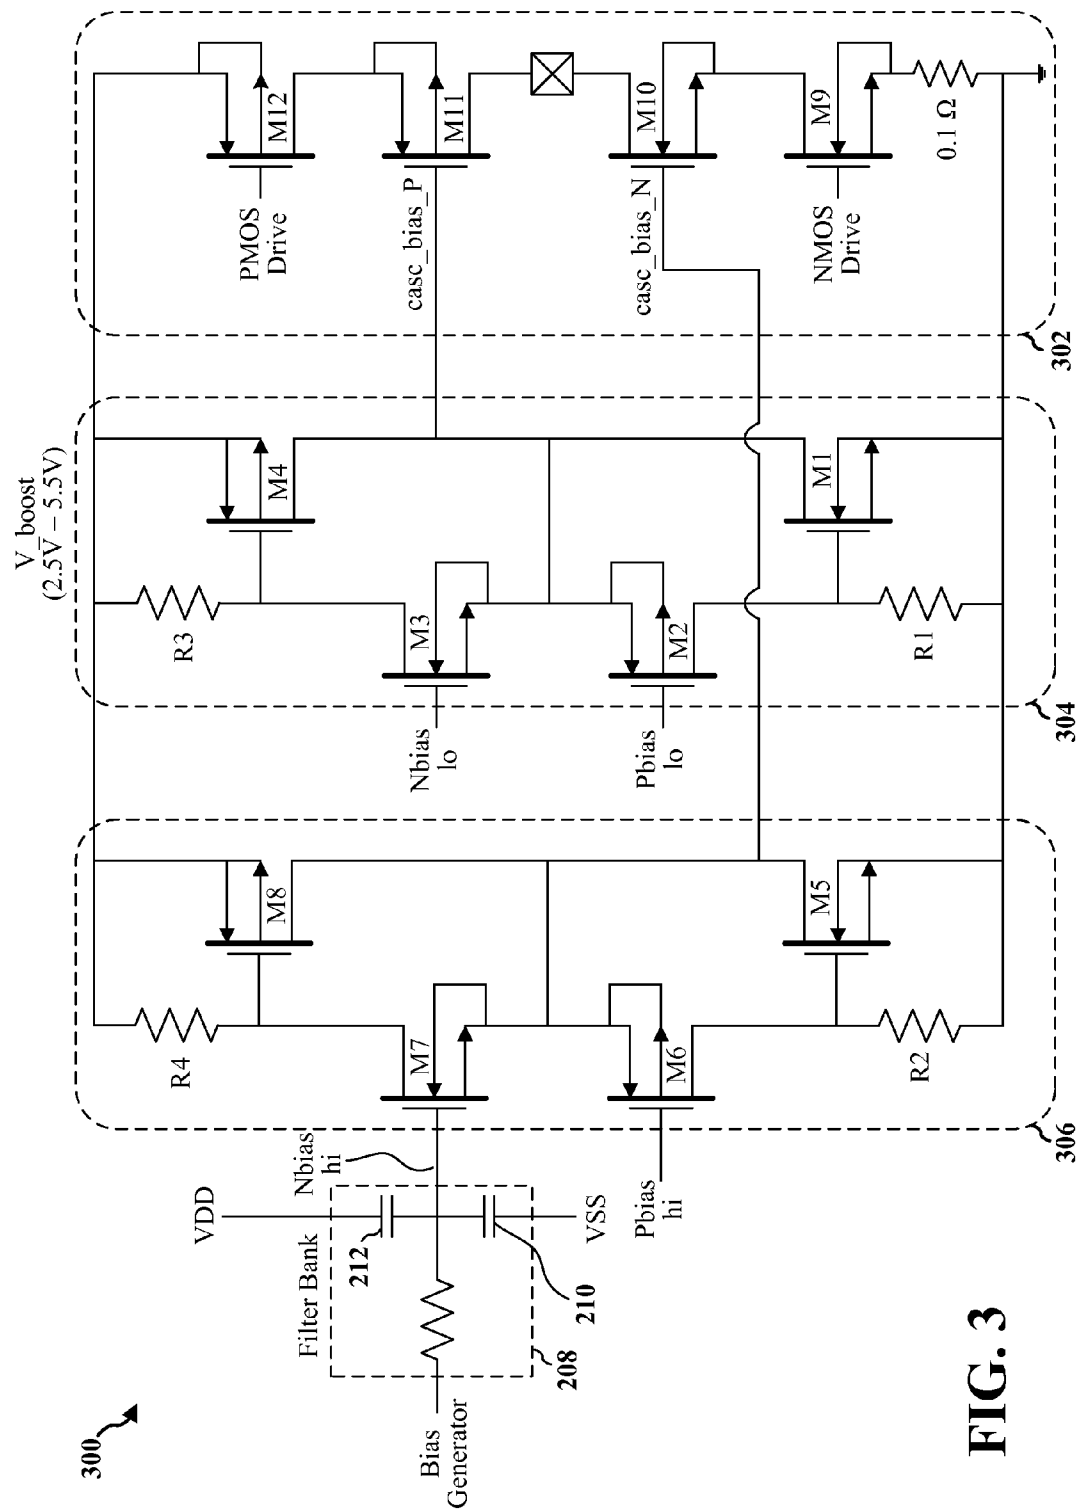 300
Bias
Generator
Filter Bank
208
VDD
212
210
VSS
Nbias
hi
Pbias
hi
306
R4
M8
M7
M6
M5
R2
V_boost
(2.5V – 5.5V)
Nbias
lo
Pbias
lo
304
R3
M4
M3
M2
M1
R1
302
PMOS
Drive
casc_bias_P
casc_bias_N
NMOS
Drive
M12
M11
M10
M9
0.1 Ω
FIG. 3